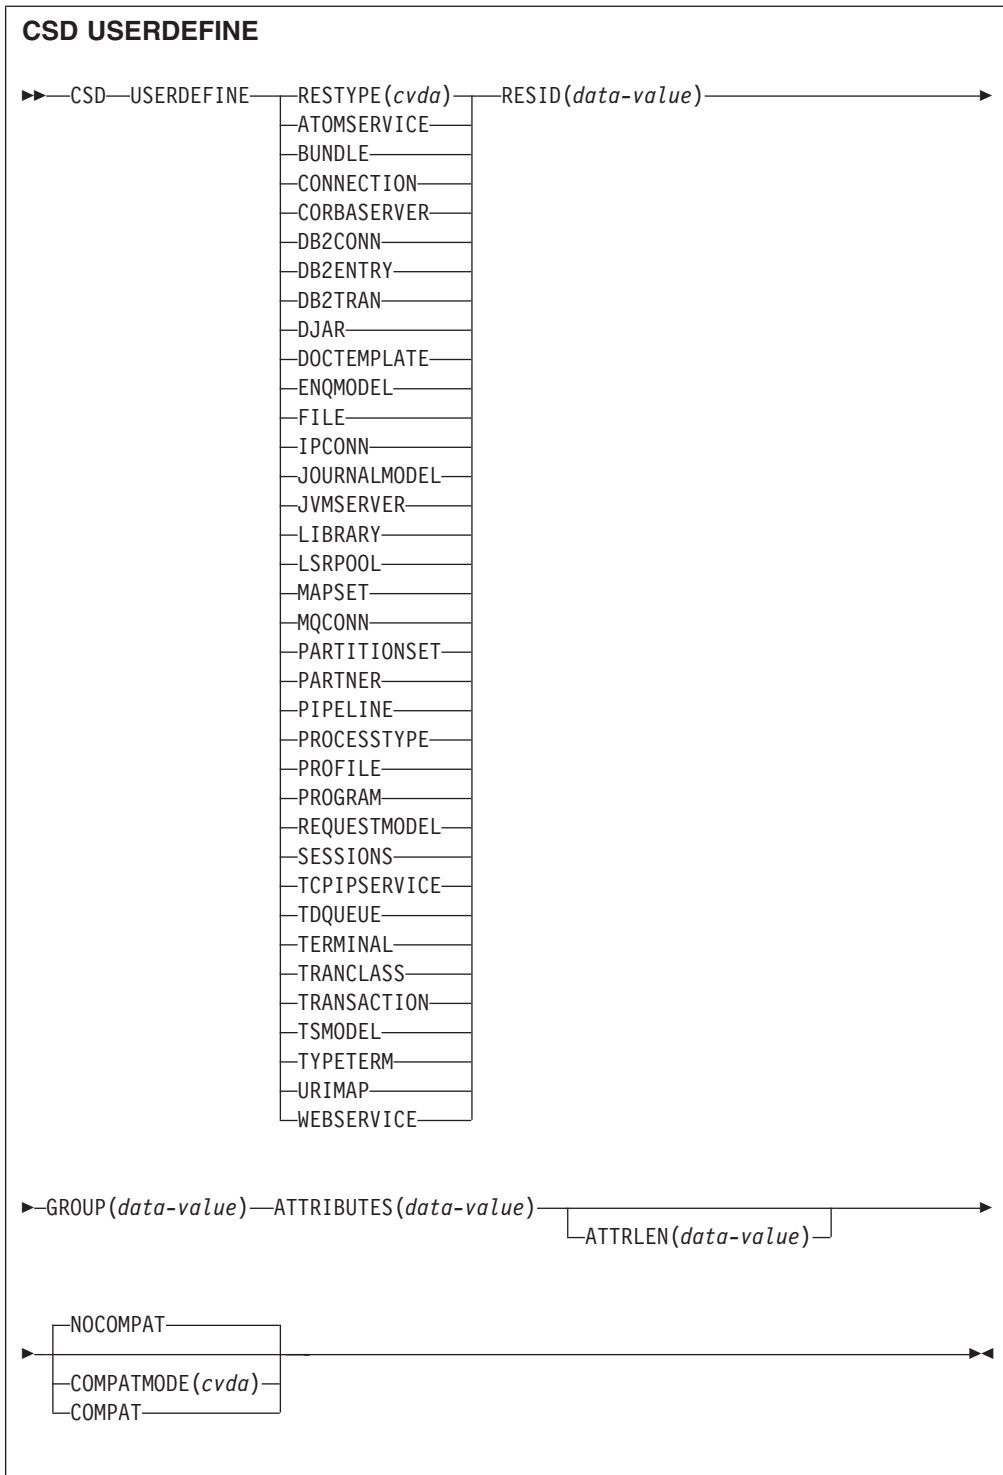 CSD USERDEFINE
CSD USERDEFINE RESTYPE(cvda) RESID(data-value)
ATOMSERVICE
BUNDLE
CONNECTION
CORBASERVER
DB2CONN
DB2ENTRY
DB2TRAN
DJAR
DOCTEMPLATE
ENQMODEL
FILE
IPCONN
JOURNALMODEL
JVMSERVER
LIBRARY
LSRPOOL
MAPSET
MQCONN
PARTITIONSET
PARTNER
PIPELINE
PROCESSTYPE
PROFILE
PROGRAM
REQUESTMODEL
SESSIONS
TCPIPSERVICE
TDQUEUE
TERMINAL
TRANCLASS
TRANSACTION
TSMODEL
TYPETERM
URIMAP
WEBSERVICE
GROUP(data-value) ATTRIBUTES(data-value)
ATTRLEN(data-value)
NOCOMPAT
COMPATMODE(cvda)
COMPAT